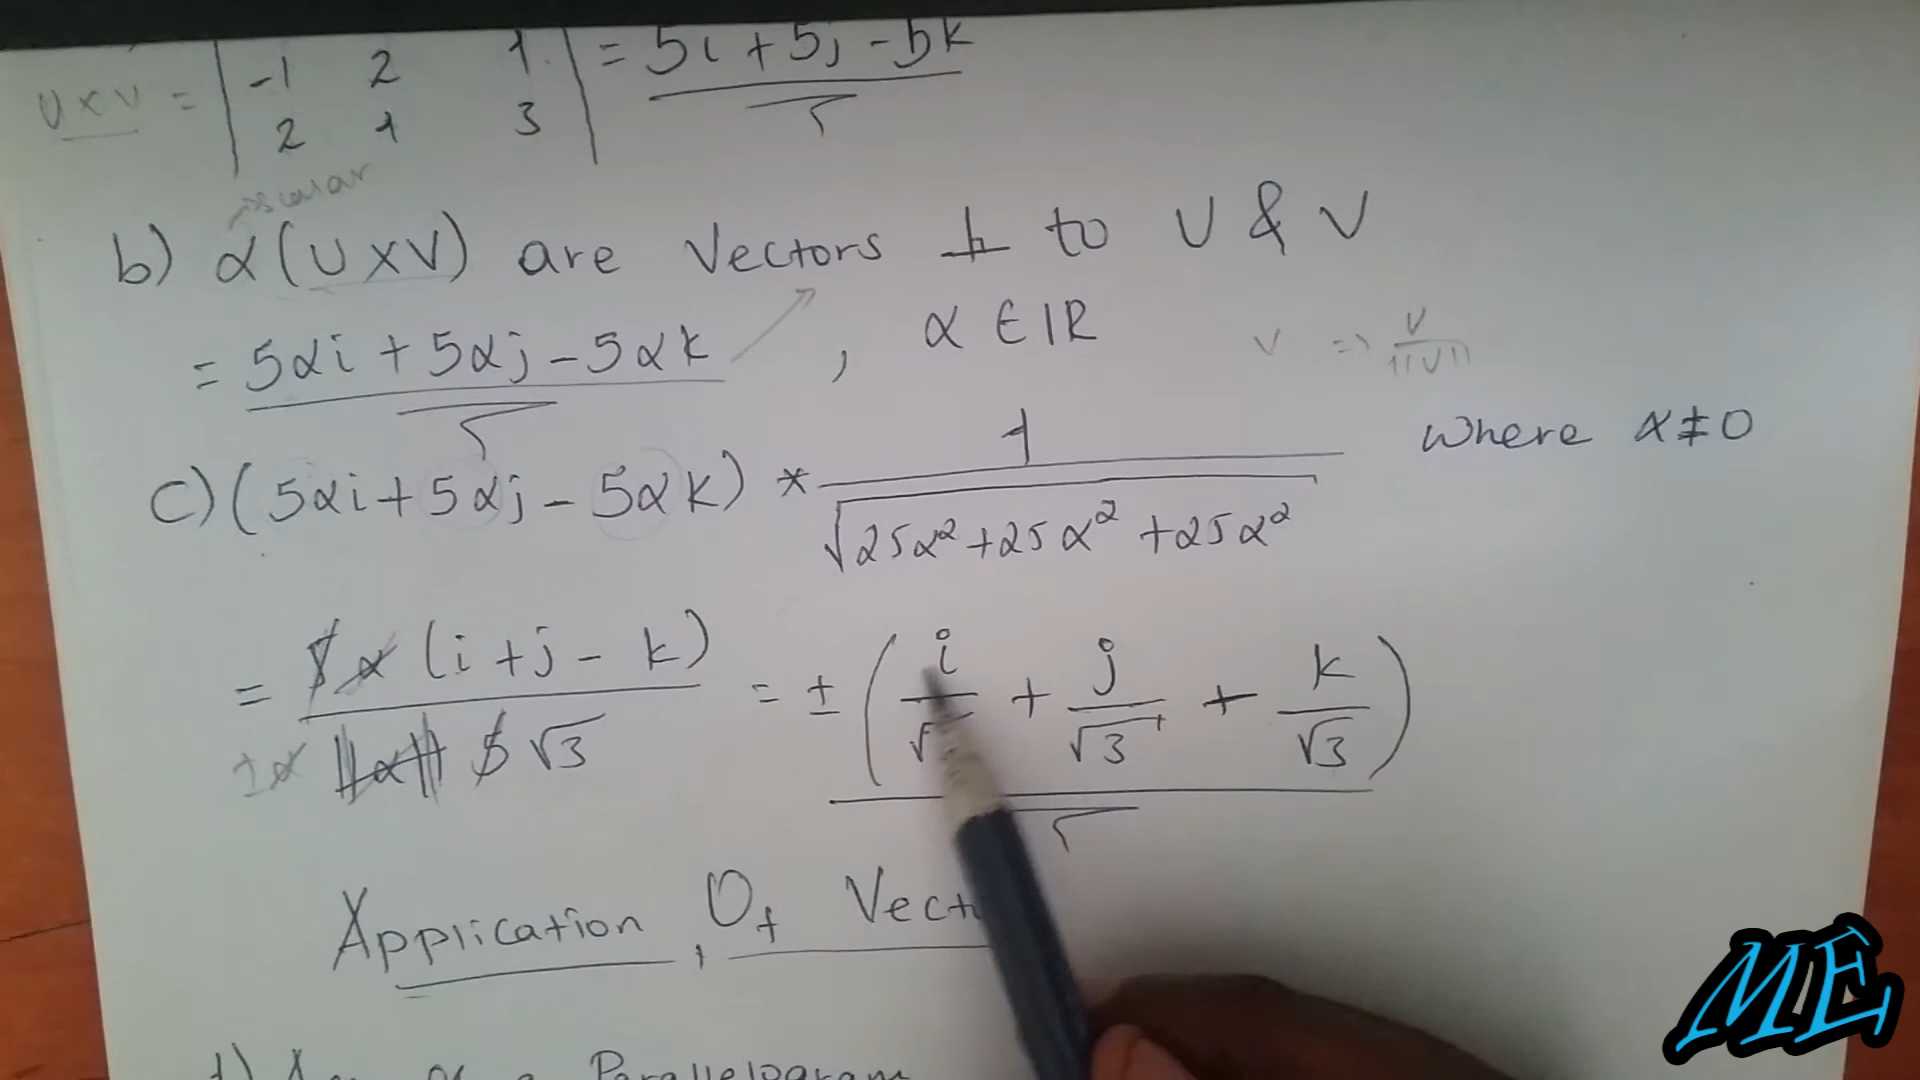 U×V = | -1 2 1 | = 5i + 5j - 5k
2 1 3
→ scalar
b) α(U×V) are Vectors ⊥ to U & V
= 5αi + 5αj - 5αk , α ∈ IR
V => V/||V||
c) (5αi + 5αj - 5αk) * 1/√25α² + 25α² + 25α² where α ≠ 0
= 5α (i + j - k) / ||α|| 5 √3 = ± (i/√ + j/√3 + k/√3)
±α
Application Of Vect
ME
Parallelogram